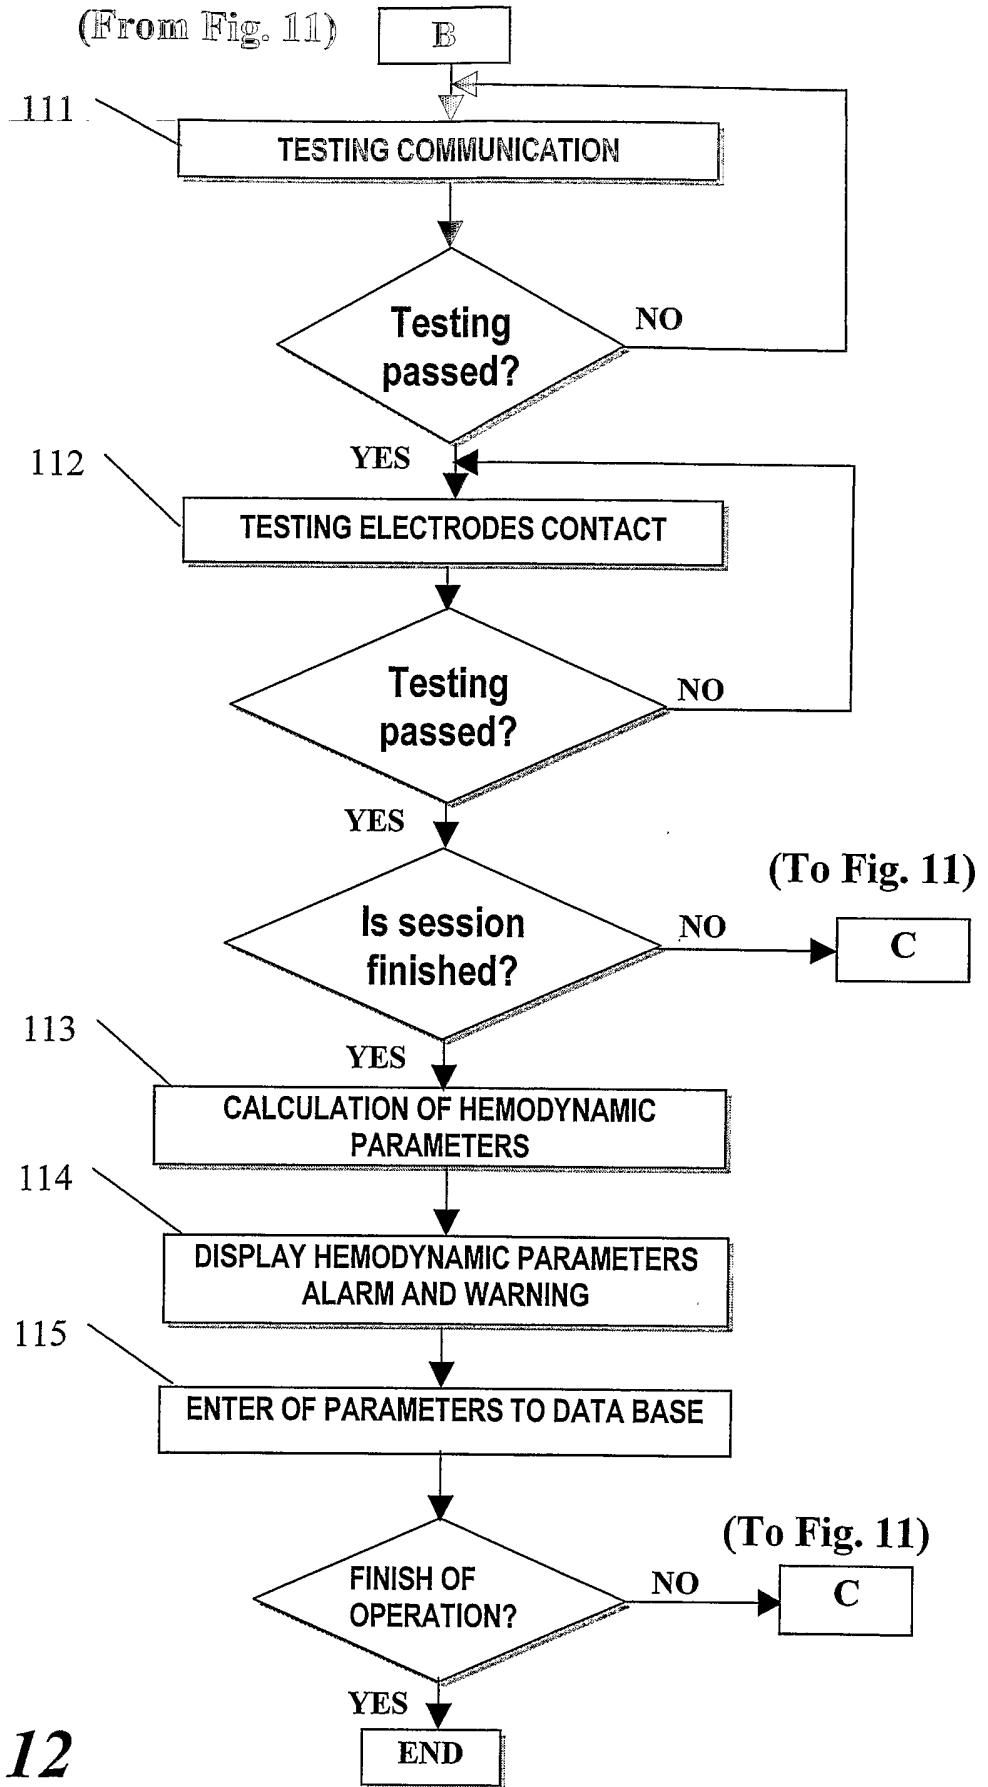 (From Fig. 11)
B
111
TESTING COMMUNICATION
Testing
passed?
NO
YES
112
TESTING ELECTRODES CONTACT
Testing
passed?
NO
YES
(To Fig. 11)
Is session
finished?
NO
C
113
YES
CALCULATION OF HEMODYNAMIC
PARAMETERS
114
DISPLAY HEMODYNAMIC PARAMETERS
ALARM AND WARNING
115
ENTER OF PARAMETERS TO DATA BASE
(To Fig. 11)
FINISH OF
OPERATION?
NO
C
YES
END
12